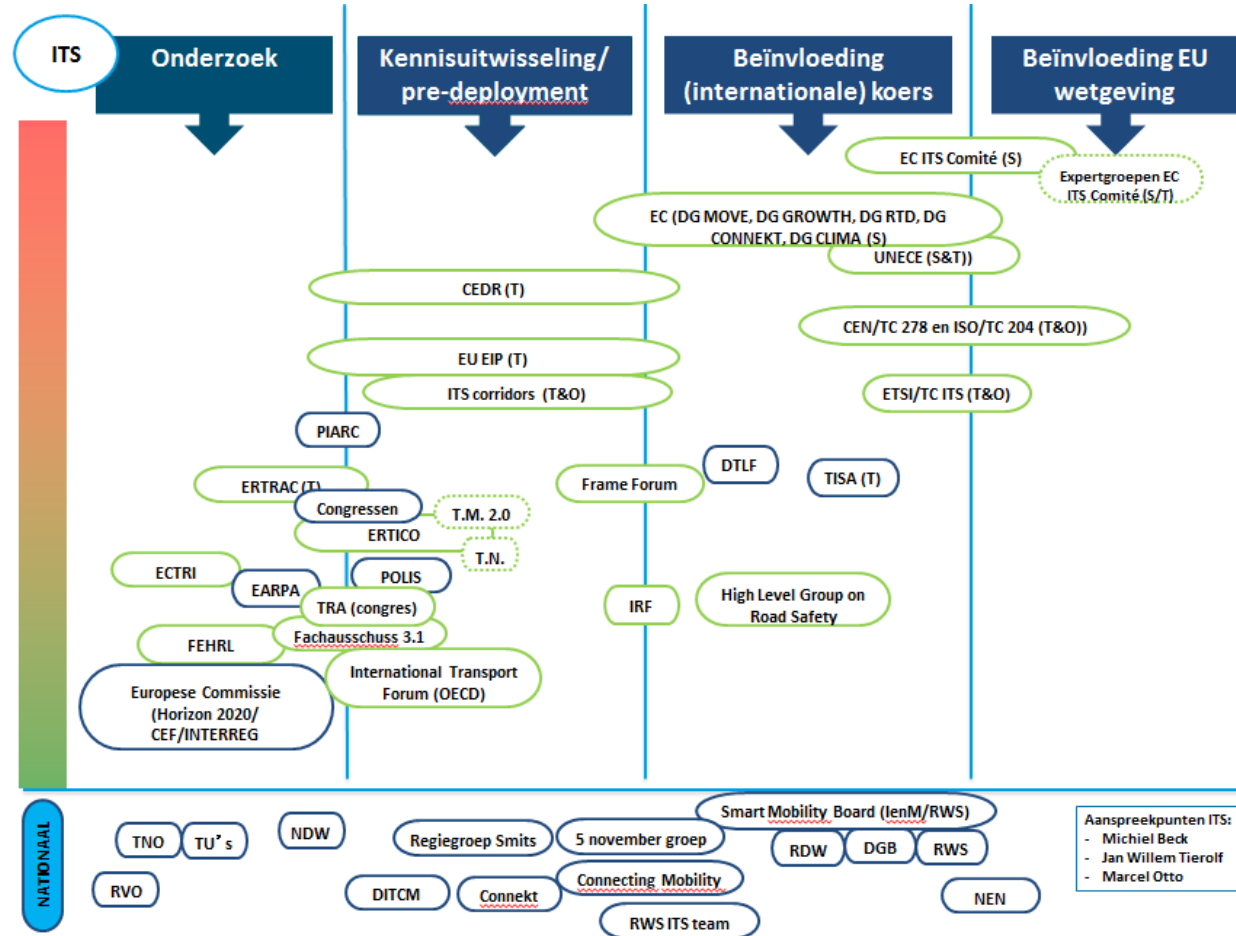 ITS
Onderzoek
Kennisuitwisseling/
pre-deployment
Beïnvloeding
(internationale) koers
Beïnvloeding EU
wetgeving
EC ITS Comité (S)
Expertgroepen EC
ITS Comité (S/T)
EC (DG MOVE, DG GROWTH, DG RTD, DG
CONNEKT, DG CLIMA (S)
UNECE (S&T))
CEDR (T)
CEN/TC 278 en ISO/TC 204 (T&O))
EU EIP (T)
ITS corridors (T&O)
ETSI/TC ITS (T&O)
PIARC
DTLF
TISA (T)
ERTRAC (T)
Frame Forum
Congressen
T.M. 2.0
ERTICO
T.N.
ECTRI
EARPA
POLIS
TRA (congres)
IRF
High Level Group on
Road Safety
Fachausschuss 3.1
FEHRL
International Transport
Forum (OECD)
Europese Commissie
(Horizon 2020/
CEF/INTERREG
NATIONAAL
TNO
TU's
NDW
Regiegroep Smits
5 november groep
Smart Mobility Board (IenM/RWS)
RDW
DGB
RWS
RVO
DITCM
Connekt
Connecting Mobility
RWS ITS team
NEN
Aanspreekpunten ITS:
- Michiel Beck
- Jan Willem Tierolf
- Marcel Otto